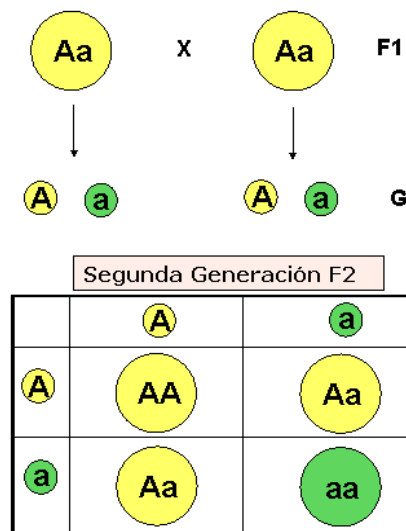 Aa X Aa F1
A a A a G
Segunda Generación F2
A a
A AA Aa
a Aa aa